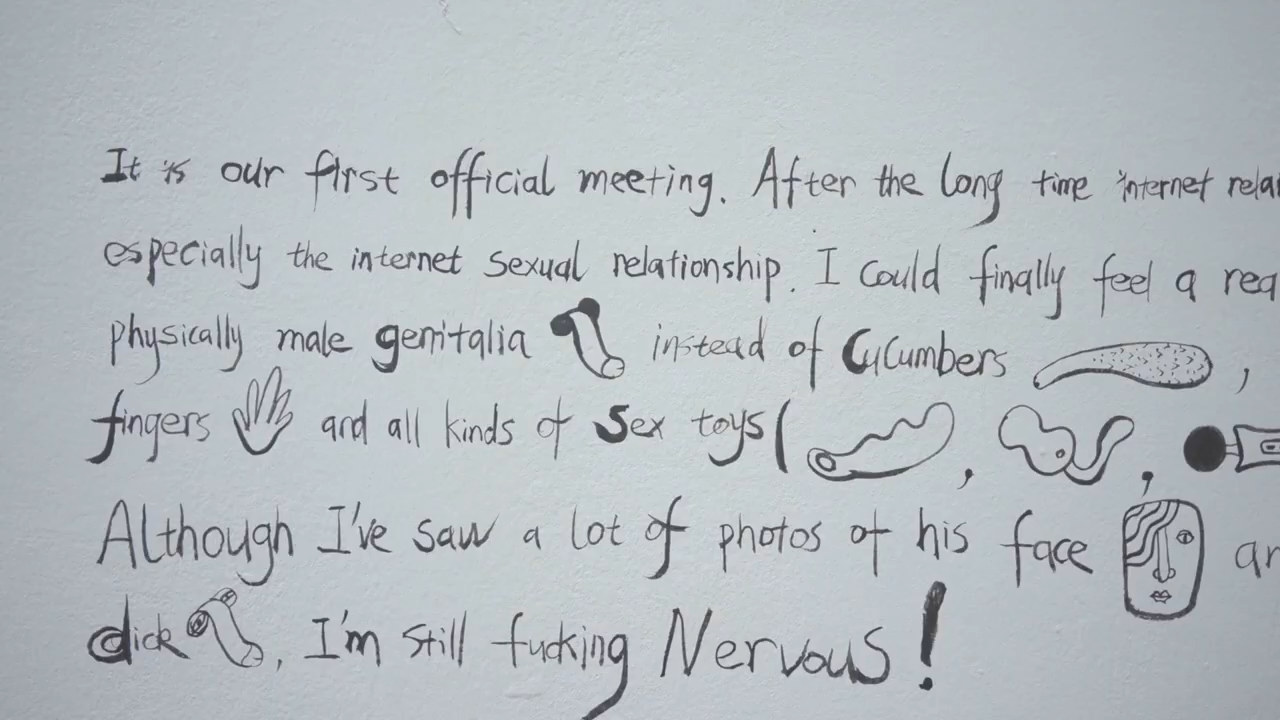 It is our first official meeting. After the long time internet
especially the internet sexual relationship. I could finally feel a
physically male genitalia instead of Cucumbers ,
fingers and all kinds of Sex toys( , ,
Although I've saw a lot of photos of his face
dick , I'm still fucking Nervous!